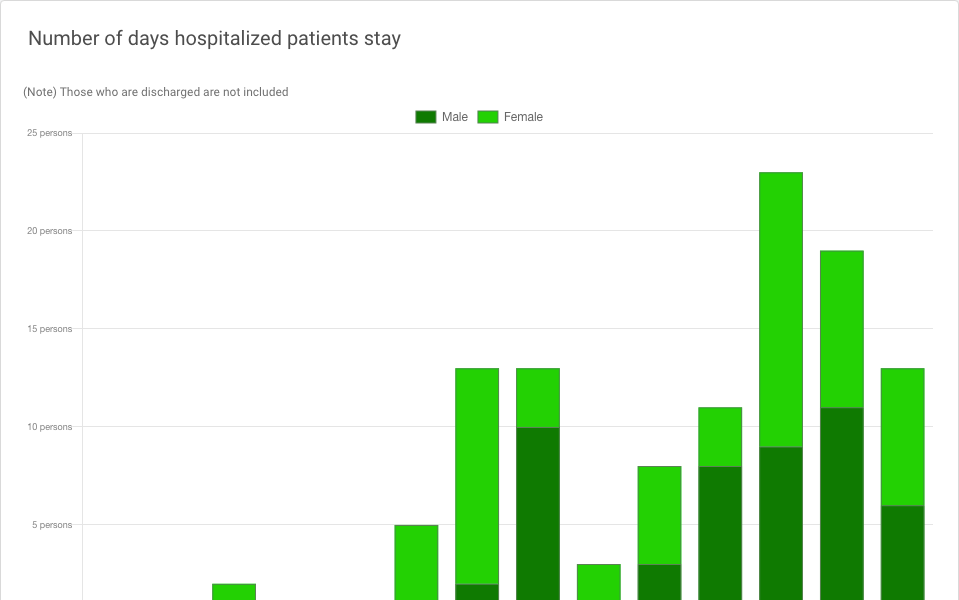 Number of days hospitalized patients stay
(Note) Those who are discharged are not included
Male Female
25 persons
20 persons
15 persons
10 persons
5 persons